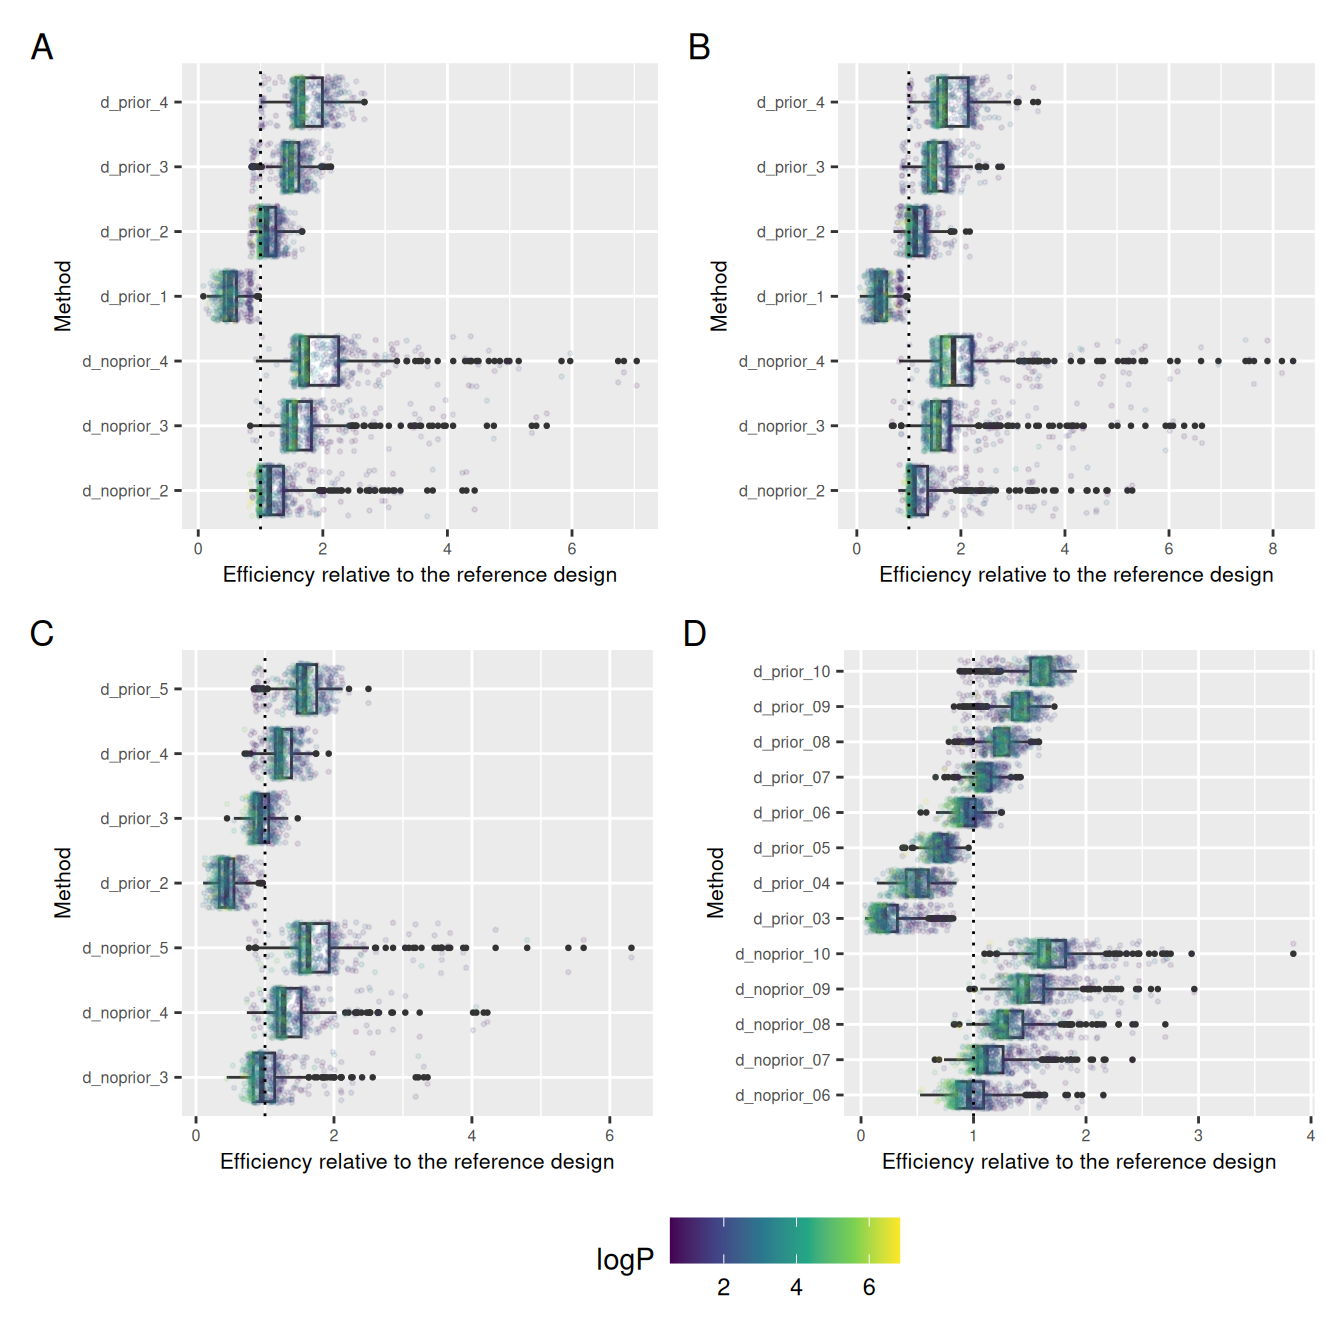 A
d_prior_4
d_prior_3
d_prior_2
d_prior_1
d_noprior_4
d_noprior_3
d_noprior_2
Method
0 2 4 6
Efficiency relative to the reference design
B
d_prior_4
d_prior_3
d_prior_2
d_prior_1
d_noprior_4
d_noprior_3
d_noprior_2
Method
0 2 4 6 8
Efficiency relative to the reference design
C
d_prior_5
d_prior_4
d_prior_3
d_prior_2
d_noprior_5
d_noprior_4
d_noprior_3
Method
0 2 4 6
Efficiency relative to the reference design
D
d_prior_10
d_prior_09
d_prior_08
d_prior_07
d_prior_06
d_prior_05
d_prior_04
d_prior_03
d_noprior_10
d_noprior_09
d_noprior_08
d_noprior_07
d_noprior_06
Method
0 1 2 3 4
Efficiency relative to the reference design
logP
2 4 6